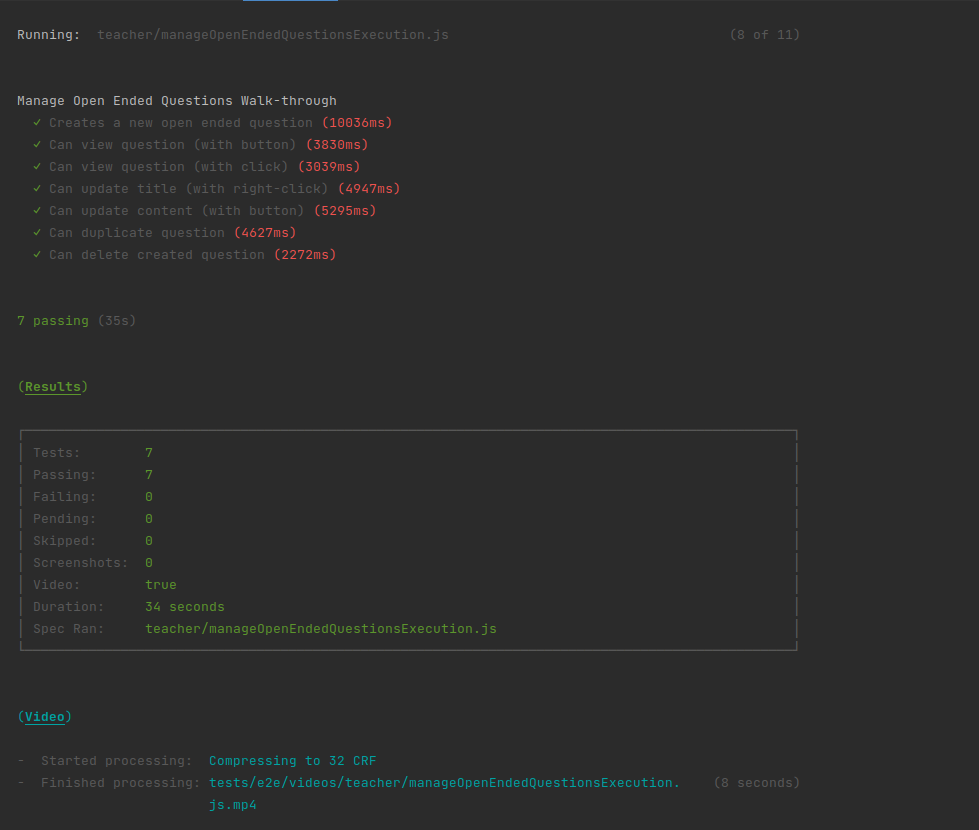 Running:  teacher/manageOpenEndedQuestionsExecution.js  (8 of 11)
Manage Open Ended Questions Walk-through
✓ Creates a new open ended question (10036ms)
✓ Can view question (with button) (3830ms)
✓ Can view question (with click) (3039ms)
✓ Can update title (with right-click) (4947ms)
✓ Can update content (with button) (5295ms)
✓ Can duplicate question (4627ms)
✓ Can delete created question (2272ms)
7 passing (35s)
(Results)
Tests: 7
Passing: 7
Failing: 0
Pending: 0
Skipped: 0
Screenshots: 0
Video: true
Duration: 34 seconds
Spec Ran: teacher/manageOpenEndedQuestionsExecution.js
(Video)
- Started processing: Compressing to 32 CRF
- Finished processing: tests/e2e/videos/teacher/manageOpenEndedQuestionsExecution. (8 seconds)
js.mp4